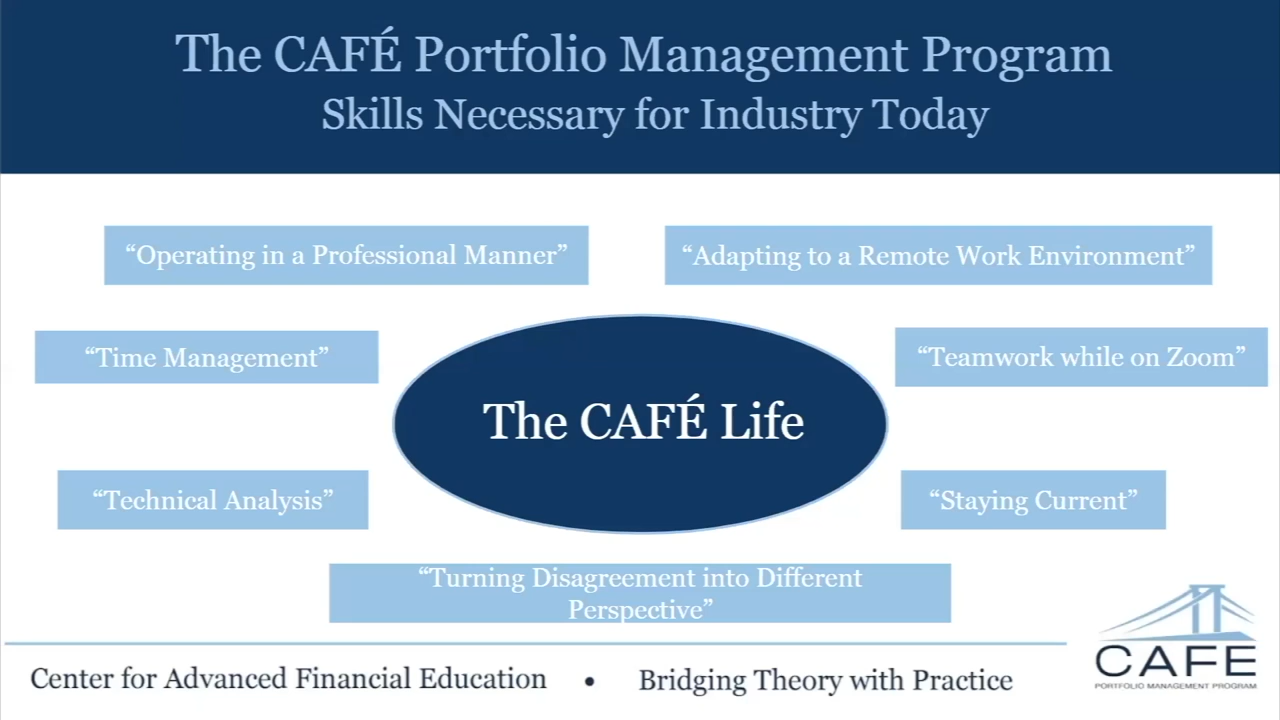 The CAFÉ Portfolio Management Program
Skills Necessary for Industry Today
“Operating in a Professional Manner”
“Adapting to a Remote Work Environment”
“Time Management”
“Teamwork while on Zoom”
The CAFÉ Life
“Technical Analysis”
“Staying Current”
“Turning Disagreement into Different
Perspective”
Center for Advanced Financial Education • Bridging Theory with Practice
CAFE
PORTFOLIO MANAGEMENT PROGRAM